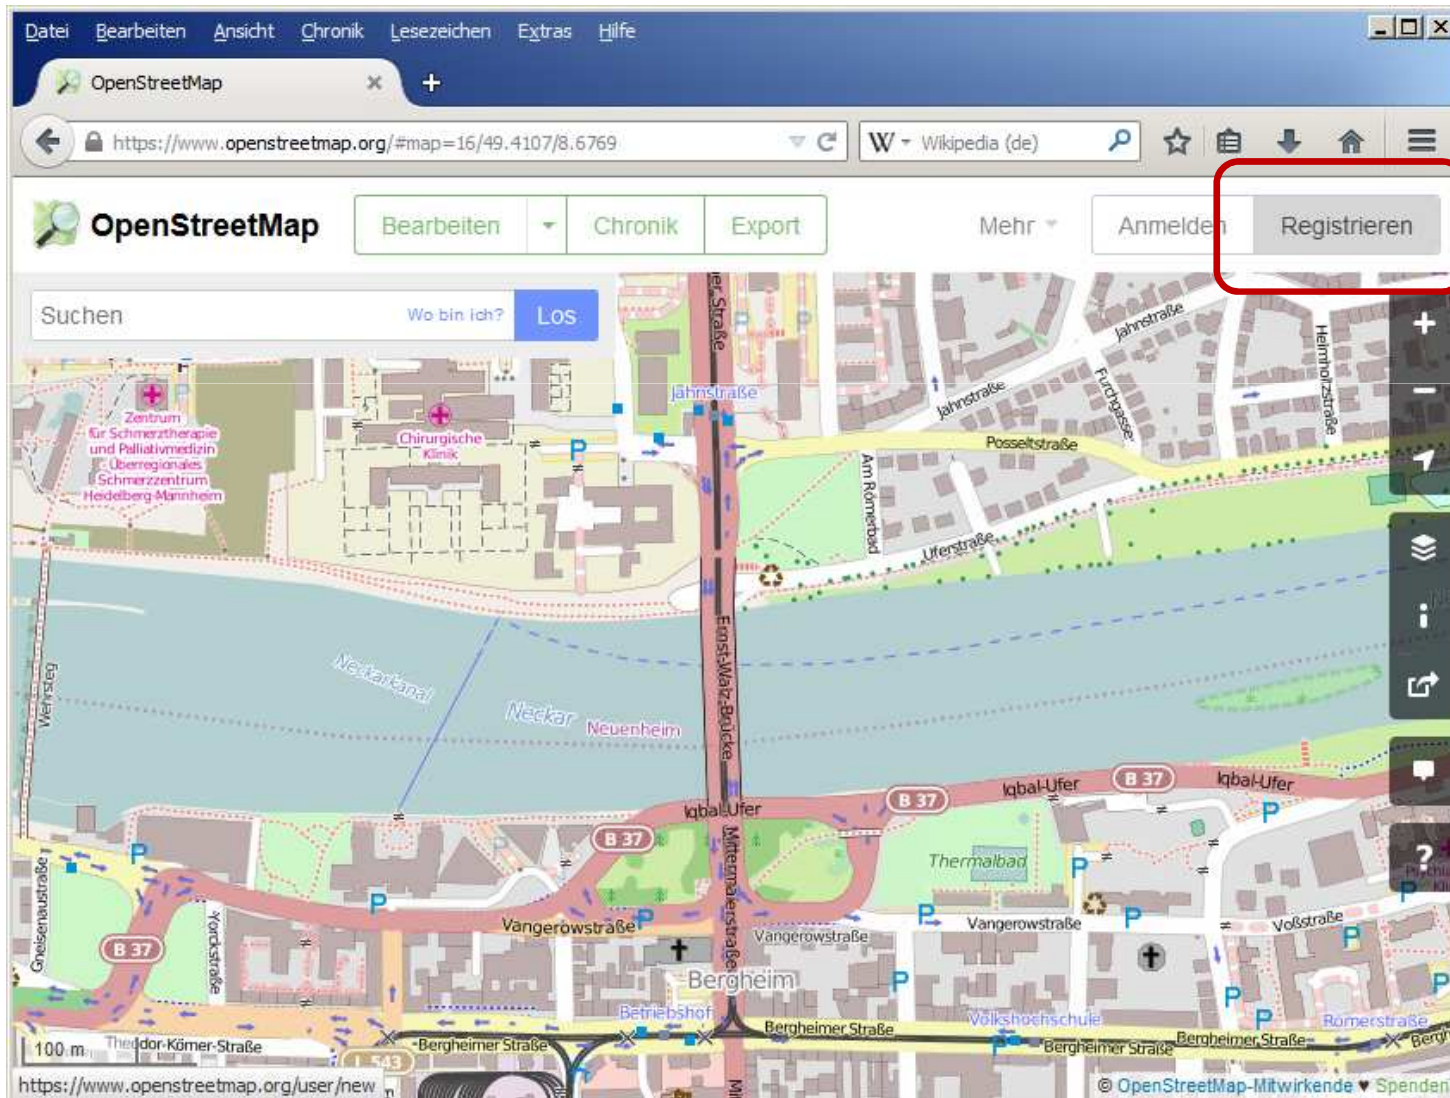 Datei Bearbeiten Ansicht Chronik Lesezeichen Extras Hilfe
OpenStreetMap
https://www.openstreetmap.org/#map=16/49.4107/8.6769
W Wikipedia (de)
OpenStreetMap
Bearbeiten
Chronik
Export
Mehr
Anmelden
Registrieren
Suchen
Wo bin ich?
Los
Jahnstraße
Jahnstraße
Jahnstraße
Furchgasse
Posseltstraße
Am Römerbad
Uferstraße
Zentrum
für Schmerztherapie
und Palliativmedizin
- Überregionales
Schmerzzentrum
Heidelberg-Mannheim
Chirurgische
Klinik
P
Wehrsteg
Neckarkanal
Neckar
Neuenheim
Ernst-Walz-Brücke
Iqbal-Ufer
B 37
Iqbal-Ufer
B 37
Iqbal-Ufer
B 37
Mittermaierstraße
Thermalbad
Gneisenaustraße
Yorckstraße
B 37
Vangerowstraße
Vangerowstraße
Vangerowstraße
Voßstraße
Bergheim
Betriebshof
Volkshochschule
Römerstraße
Bergheimer Straße
Bergheimer Straße
Bergheimer Straße
Bergheimer Straße
100 m
Theodor-Körner-Straße
L 543
https://www.openstreetmap.org/user/new
© OpenStreetMap-Mitwirkende ♥ Spenden